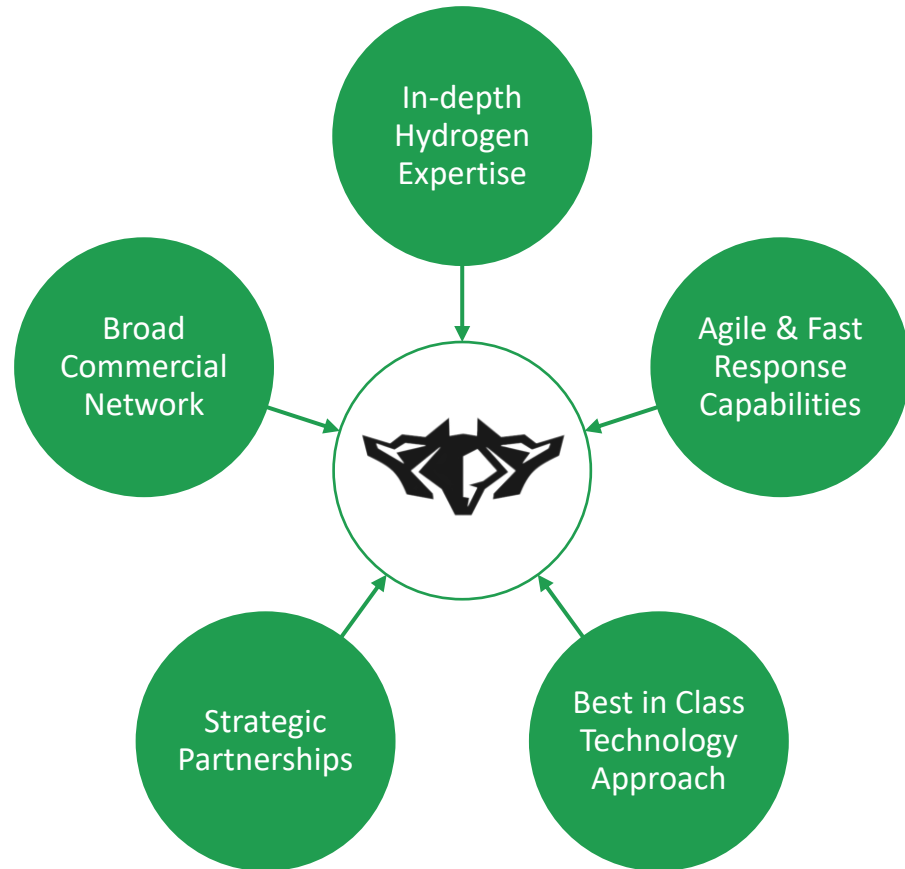 In-depth
Hydrogen
Expertise
Broad
Commercial
Network
Agile & Fast
Response
Capabilities
Strategic
Partnerships
Best in Class
Technology
Approach